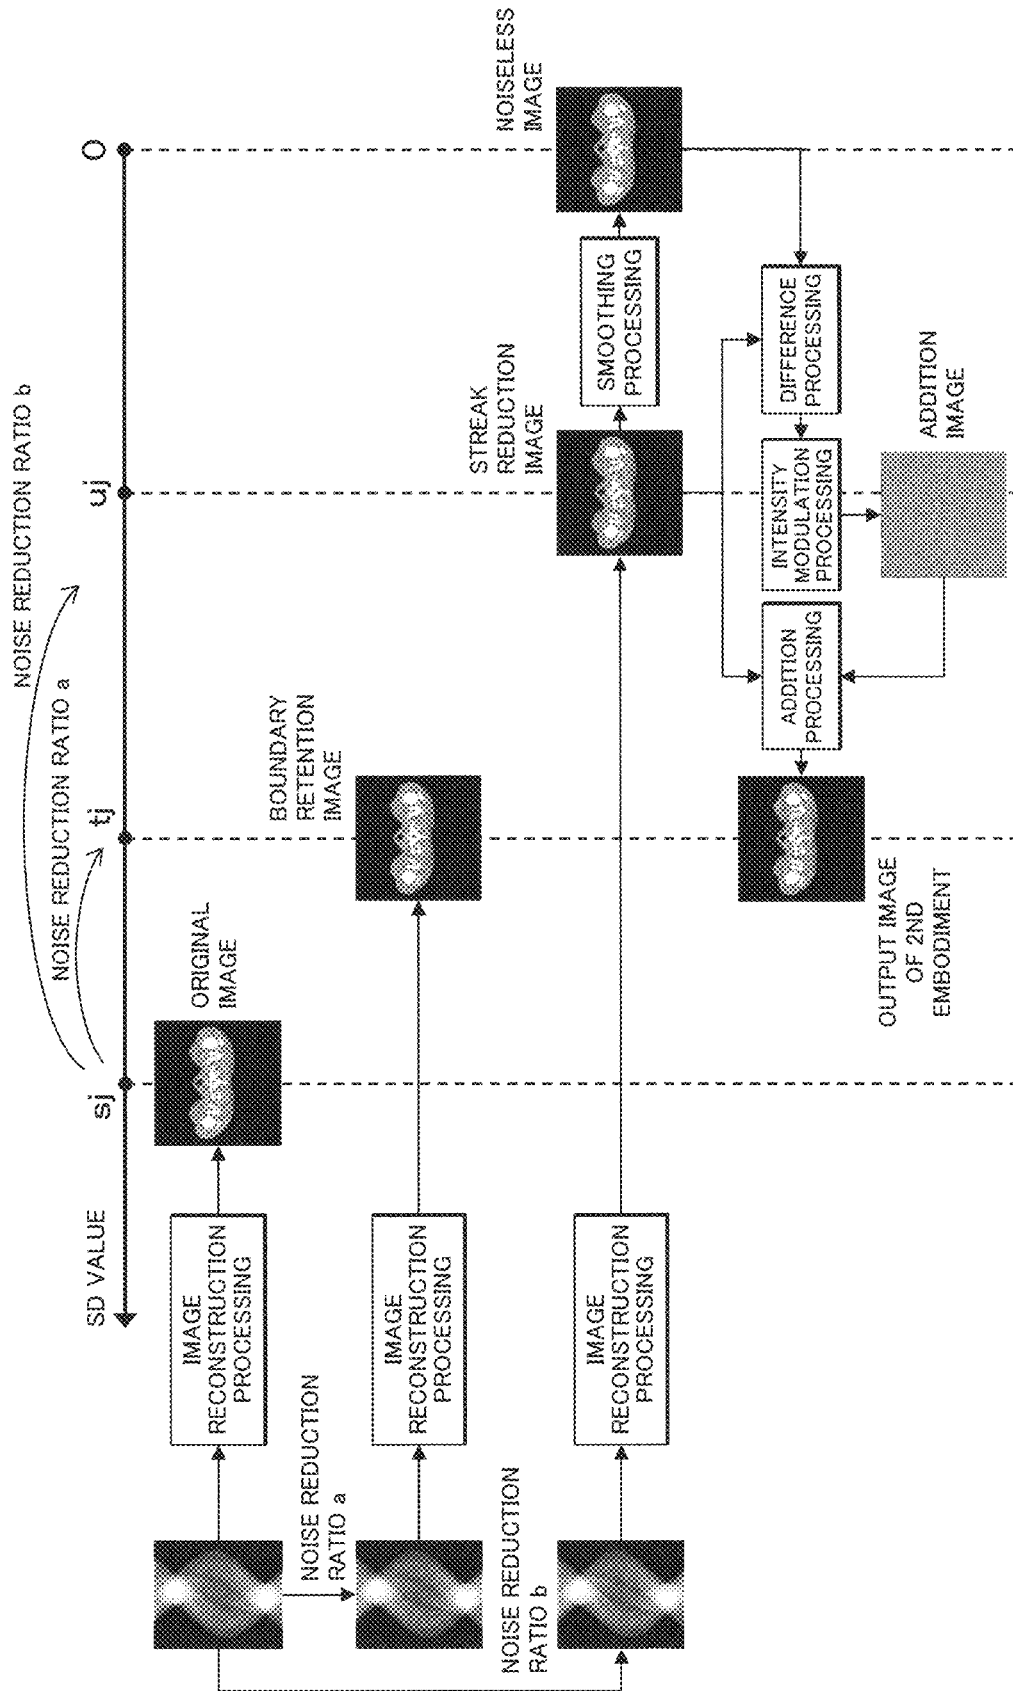 NOISE REDUCTION RATIO b
NOISE REDUCTION RATIO a
SD VALUE
sj
tj
uj
0
IMAGE
RECONSTRUCTION
PROCESSING
ORIGINAL
IMAGE
NOISE REDUCTION
RATIO a
IMAGE
RECONSTRUCTION
PROCESSING
BOUNDARY
RETENTION
IMAGE
NOISE REDUCTION
RATIO b
IMAGE
RECONSTRUCTION
PROCESSING
STREAK
REDUCTION
IMAGE
SMOOTHING
PROCESSING
NOISELESS
IMAGE
OUTPUT IMAGE
OF 2ND
EMBODIMENT
ADDITION
PROCESSING
INTENSITY
MODULATION
PROCESSING
DIFFERENCE
PROCESSING
ADDITION
IMAGE